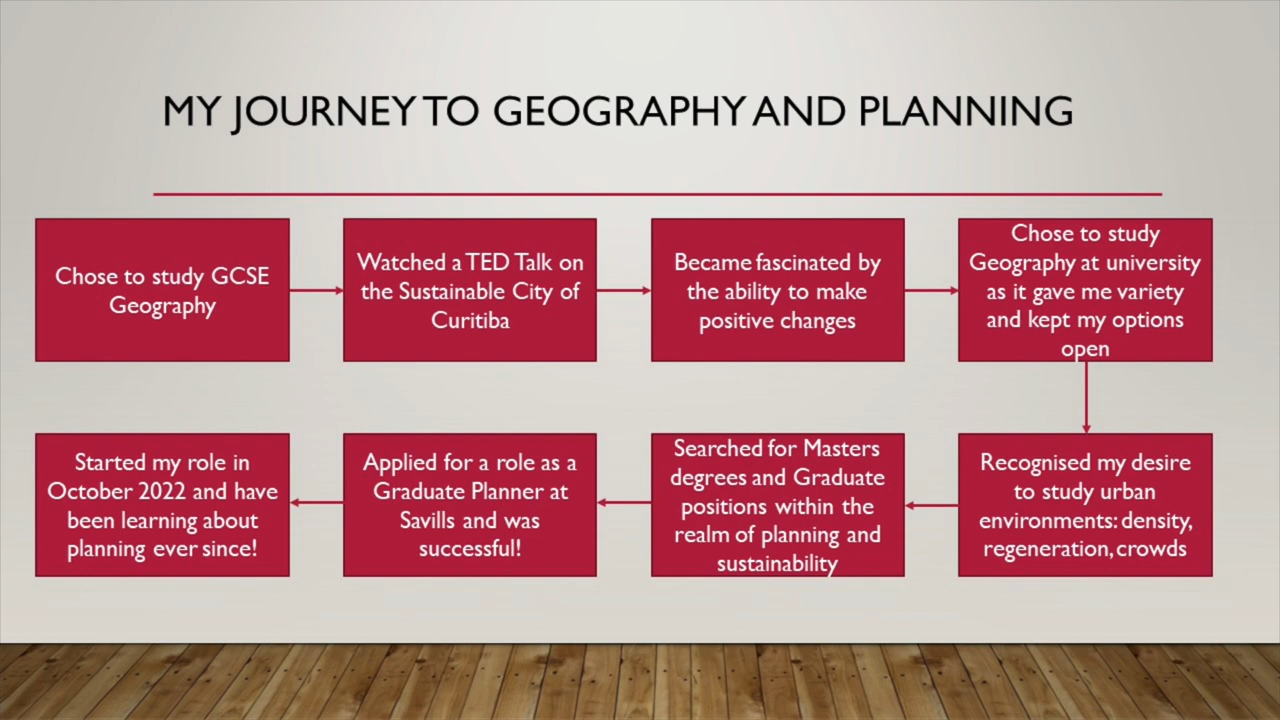 MY JOURNEY TO GEOGRAPHY AND PLANNING
Chose to study GCSE
Geography
Watched a TED Talk on
the Sustainable City of
Curitiba
Became fascinated by
the ability to make
positive changes
Chose to study
Geography at university
as it gave me variety
and kept my options
open
Recognised my desire
to study urban
environments: density,
regeneration, crowds
Searched for Masters
degrees and Graduate
positions within the
realm of planning and
sustainability
Applied for a role as a
Graduate Planner at
Savills and was
successful!
Started my role in
October 2022 and have
been learning about
planning ever since!